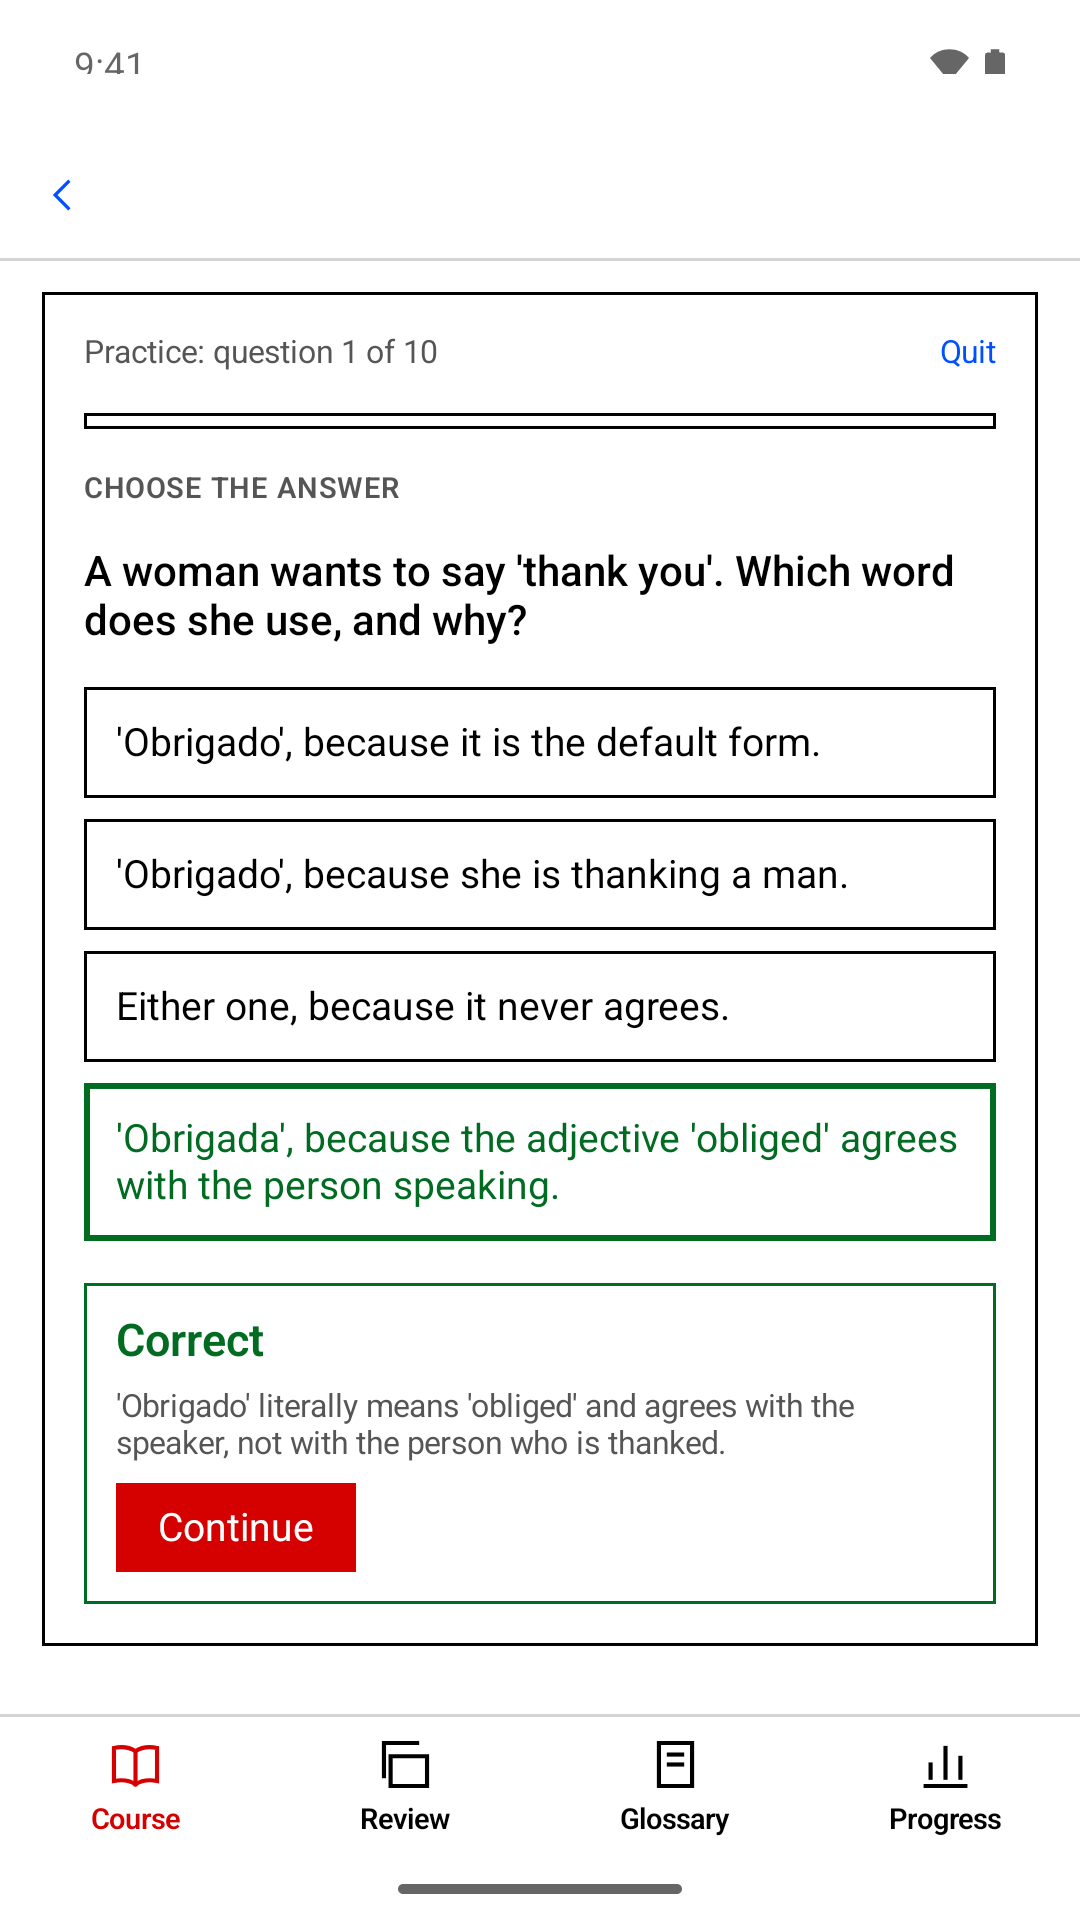 9:41
Practice: question 1 of 10
Quit
CHOOSE THE ANSWER
A woman wants to say 'thank you'. Which word
does she use, and why?
'Obrigado', because it is the default form.
'Obrigado', because she is thanking a man.
Either one, because it never agrees.
'Obrigada', because the adjective 'obliged' agrees
with the person speaking.
Correct
'Obrigado' literally means 'obliged' and agrees with the
speaker, not with the person who is thanked.
Continue
Course
Review
Glossary
Progress